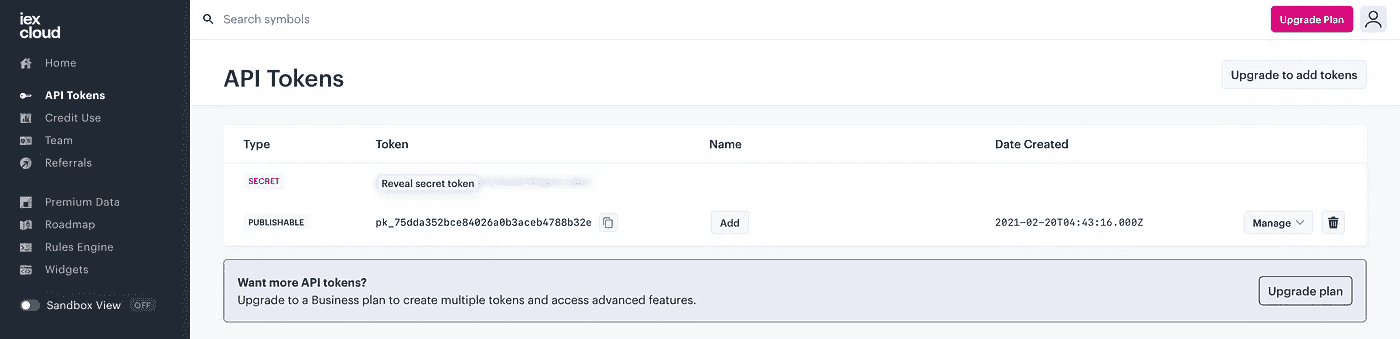 iex
cloud
Search symbols
Upgrade Plan
Home
API Tokens
Credit Use
Team
Referrals
Premium Data
Roadmap
Rules Engine
Widgets
Sandbox View OFF
API Tokens
Upgrade to add tokens
Type Token Name Date Created
SECRET Reveal secret token
PUBLISHABLE pk_75dda352bce84026a0b3aceb4788b32e Add 2021-02-20T04:43:16.000Z Manage
Want more API tokens?
Upgrade to a Business plan to create multiple tokens and access advanced features.
Upgrade plan